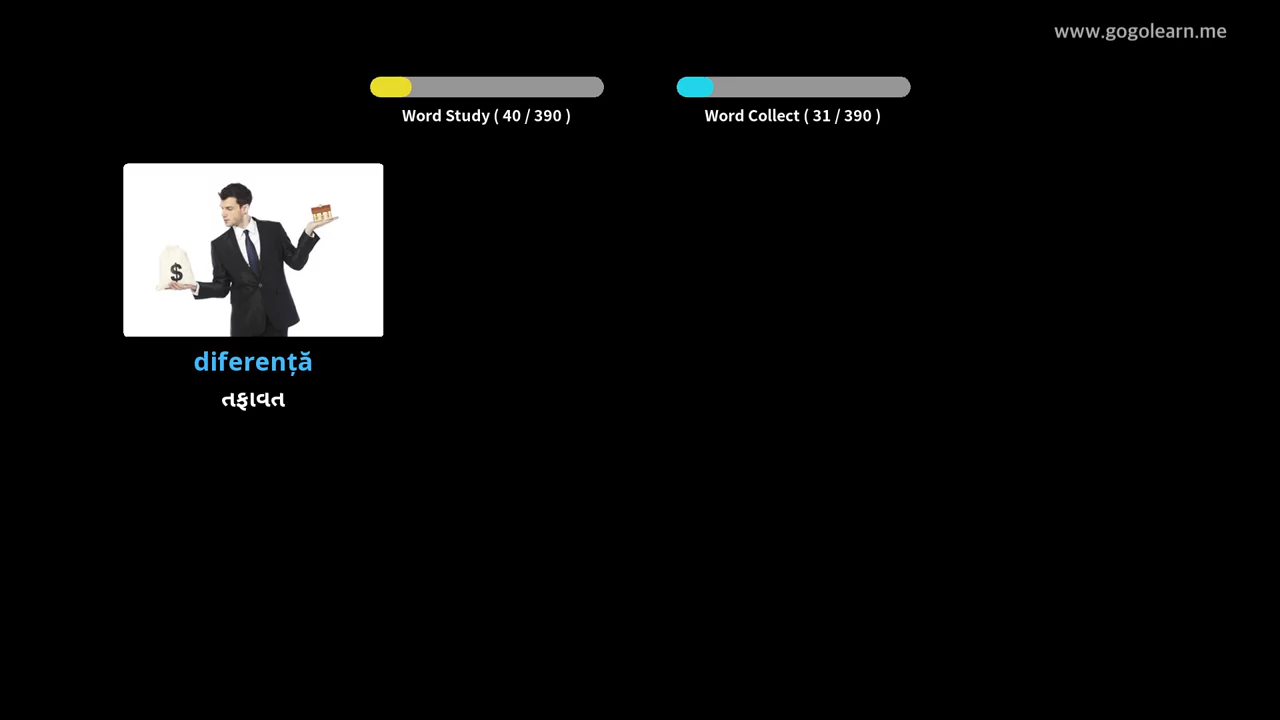 www.gogolearn.me
Word Study ( 40 / 390 )
Word Collect ( 31 / 390 )
$
diferență
તફાવત